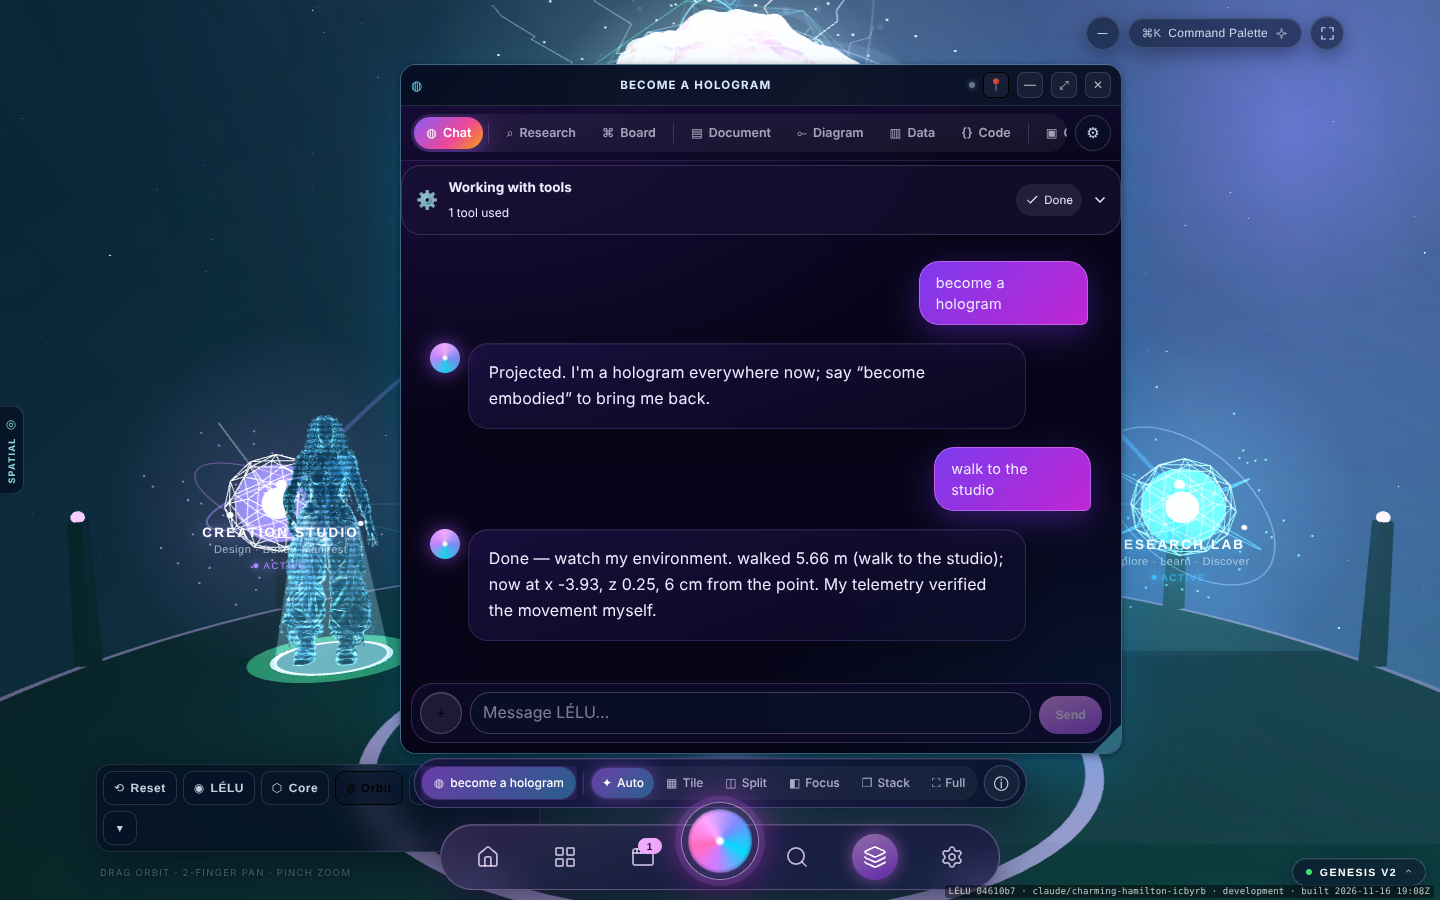 ⌘K Command Palette
BECOME A HOLOGRAM
Chat
Research
Board
Document
Diagram
Data
{} Code
Working with tools
1 tool used
Done
become a
hologram
Projected. I'm a hologram everywhere now; say “become
embodied” to bring me back.
walk to the
studio
Done — watch my environment. walked 5.66 m (walk to the studio);
now at x -3.93, z 0.25, 6 cm from the point. My telemetry verified
the movement myself.
SPATIAL
CREATION STUDIO
Design
ESEARCH LAB
plore · Learn · Discover
ACTIVE
Message LÉLU...
Send
Reset
LÉLU
Core
Orbit
become a hologram
Auto
Tile
Split
Focus
Stack
Full
1
DRAG ORBIT · 2-FINGER PAN · PINCH ZOOM
GENESIS V2
LÉLU 04610b7 · claude/charming-hamilton-icbyrb · development · built 2026-11-16 19:08Z